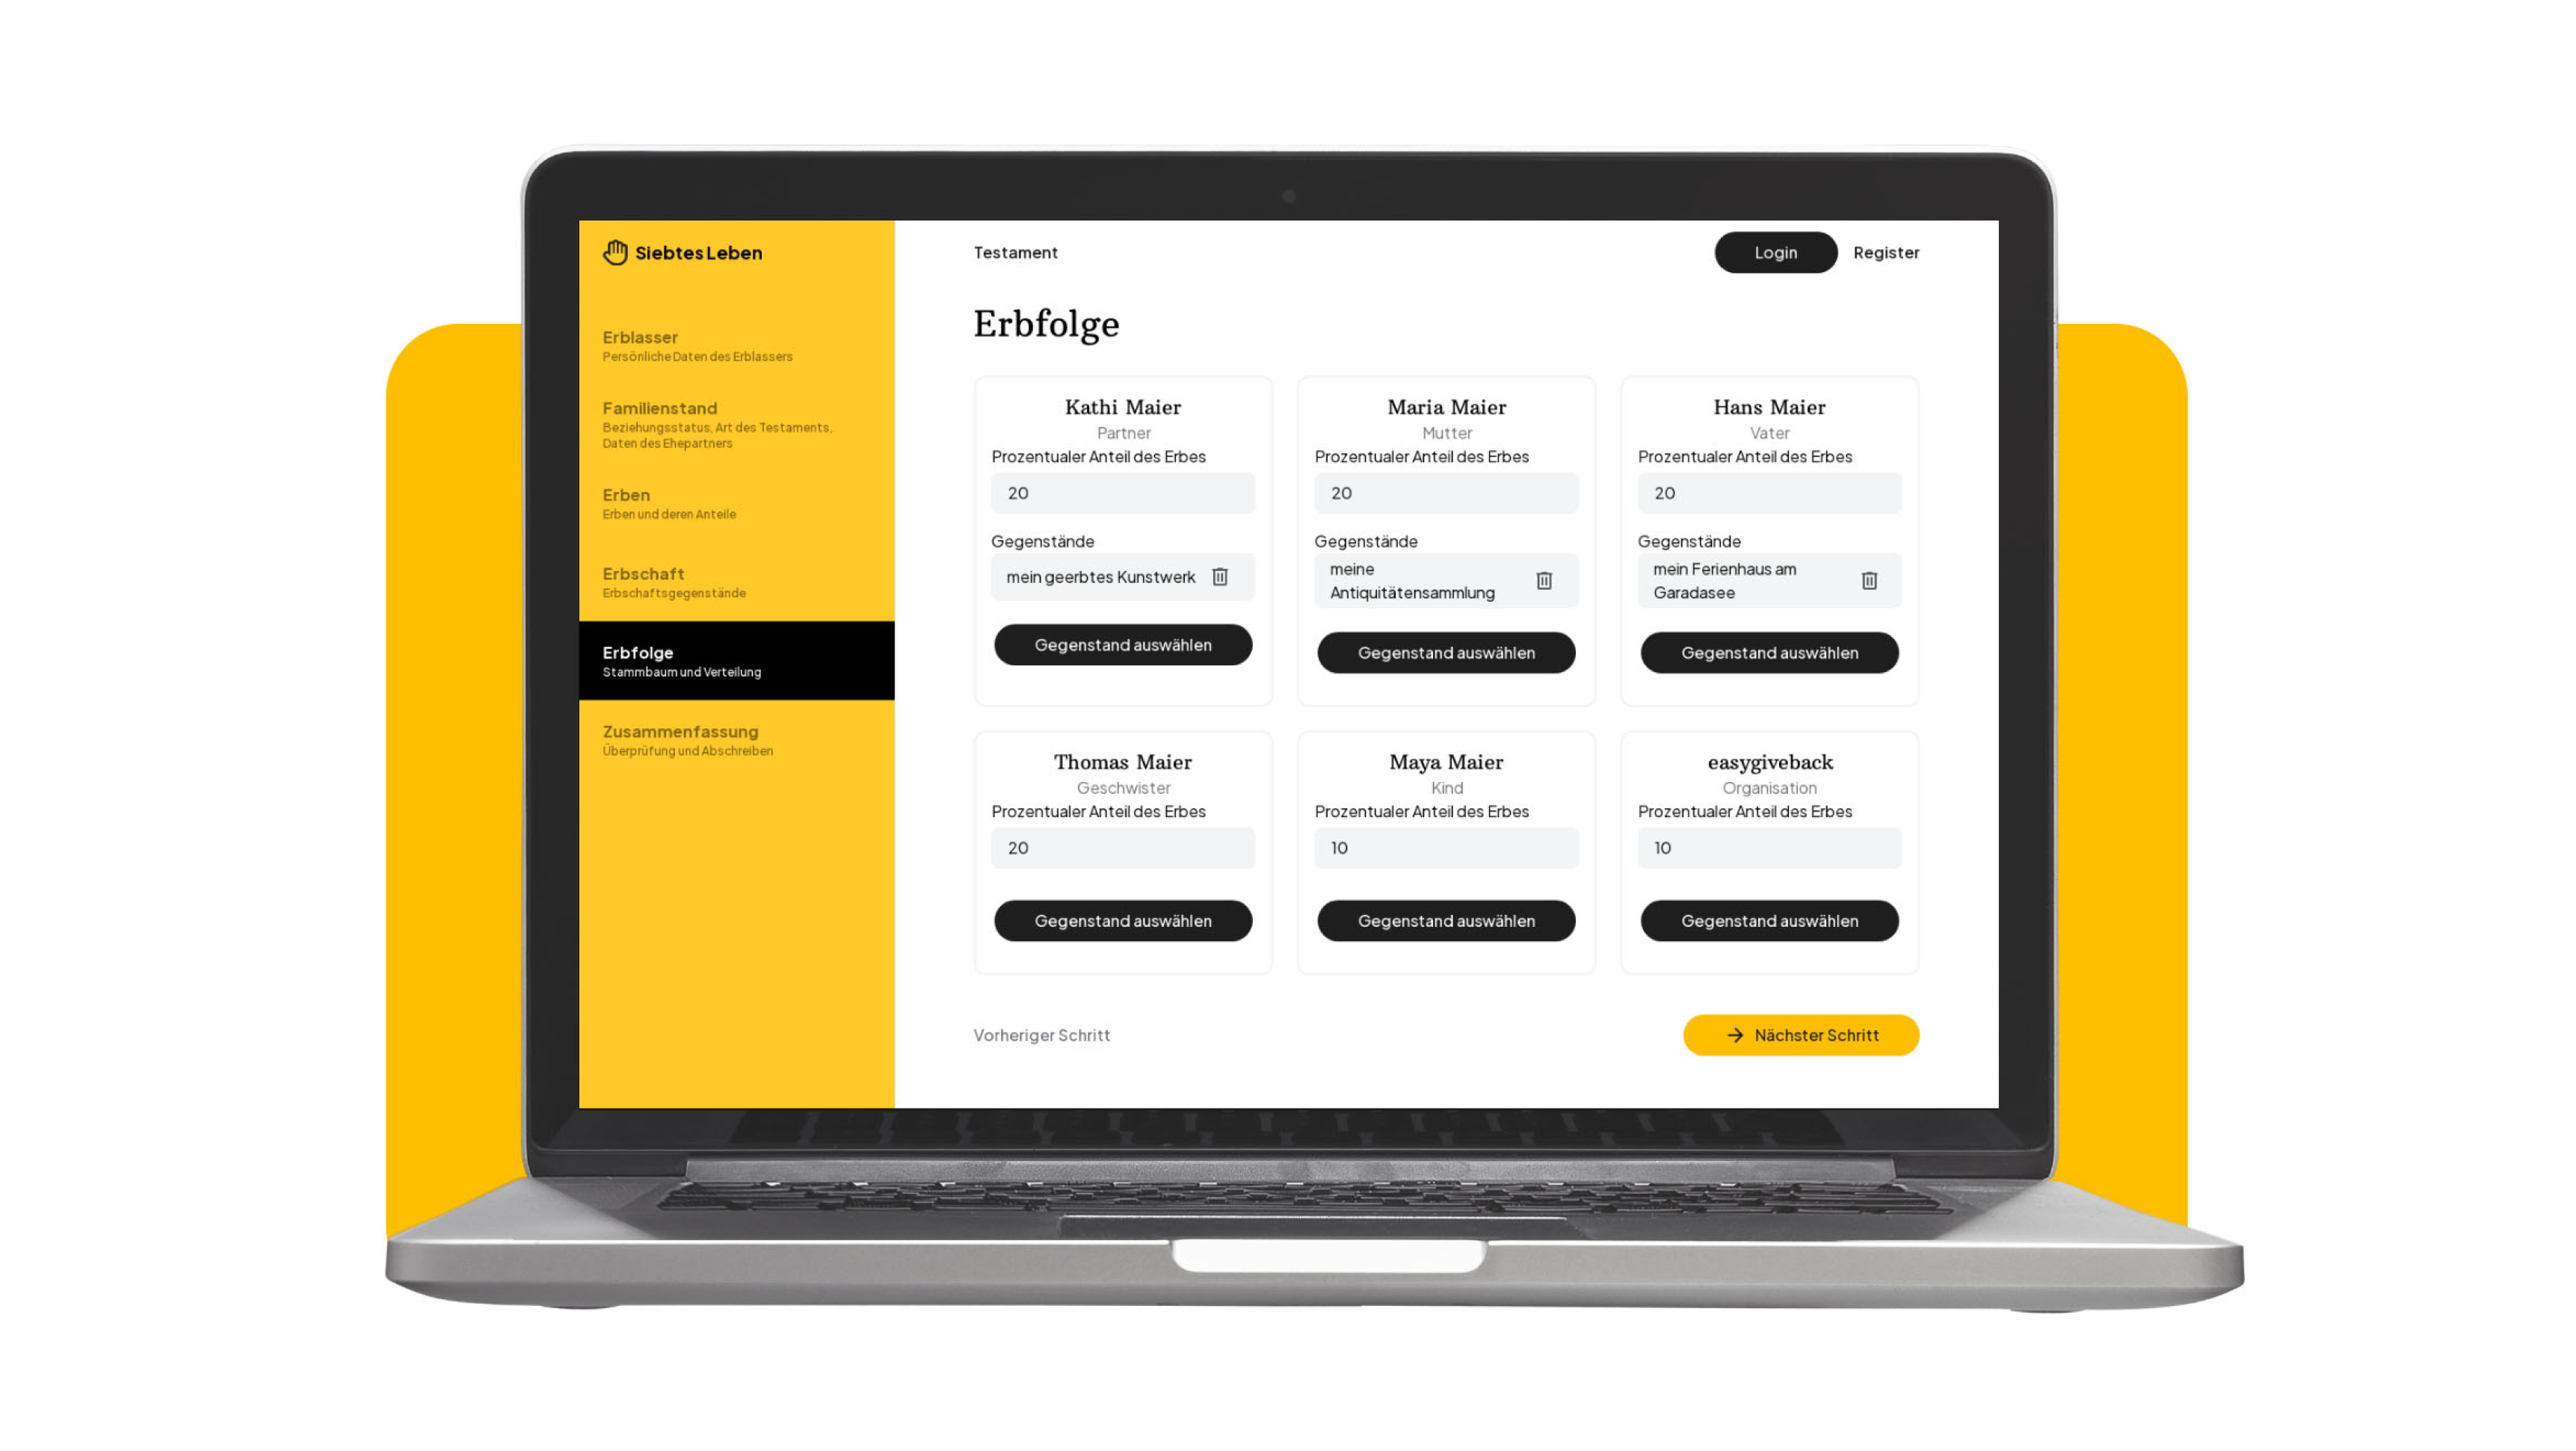 Siebtes Leben
Erblasser
Persönliche Daten des Erblassers
Familienstand
Beziehungsstatus, Art des Testaments,
Daten des Ehepartners
Erben
Erben und deren Anteile
Erbschaft
Erbschaftsgegenstände
Erbfolge
Stammbaum und Verteilung
Zusammenfassung
Überprüfung und Abschreiben
Testament
Login
Register
Erbfolge
Kathi Maier
Partner
Prozentualer Anteil des Erbes
20
Gegenstände
mein geerbtes Kunstwerk
Gegenstand auswählen
Maria Maier
Mutter
Prozentualer Anteil des Erbes
20
Gegenstände
meine
Antiquitätensammlung
Gegenstand auswählen
Hans Maier
Vater
Prozentualer Anteil des Erbes
20
Gegenstände
mein Ferienhaus am
Garadasee
Gegenstand auswählen
Thomas Maier
Geschwister
Prozentualer Anteil des Erbes
20
Gegenstand auswählen
Maya Maier
Kind
Prozentualer Anteil des Erbes
10
Gegenstand auswählen
easygiveback
Organisation
Prozentualer Anteil des Erbes
10
Gegenstand auswählen
Vorheriger Schritt
Nächster Schritt